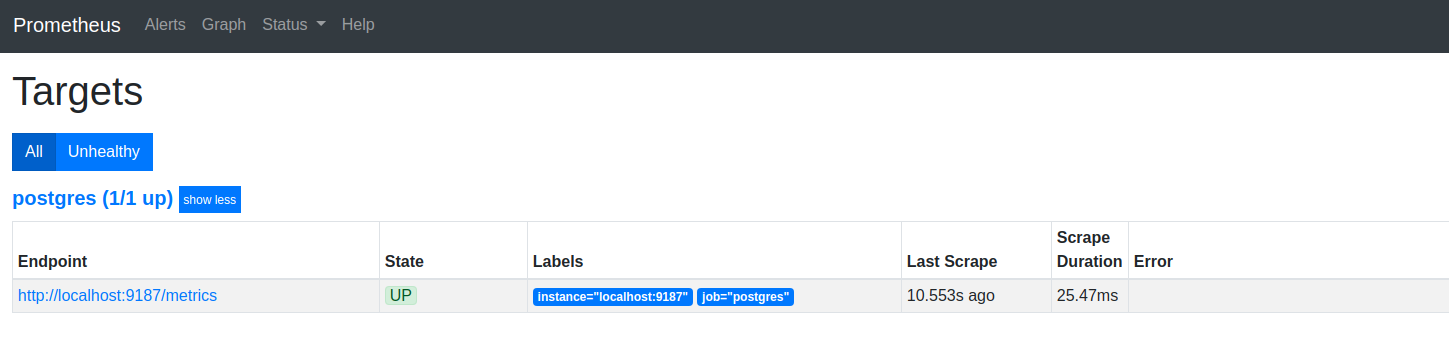 Prometheus Alerts Graph Status Help
Targets
All Unhealthy
postgres (1/1 up) show less
Endpoint State Labels Last Scrape Scrape Duration Error
http://localhost:9187/metrics UP instance="localhost:9187" job="postgres" 10.553s ago 25.47ms